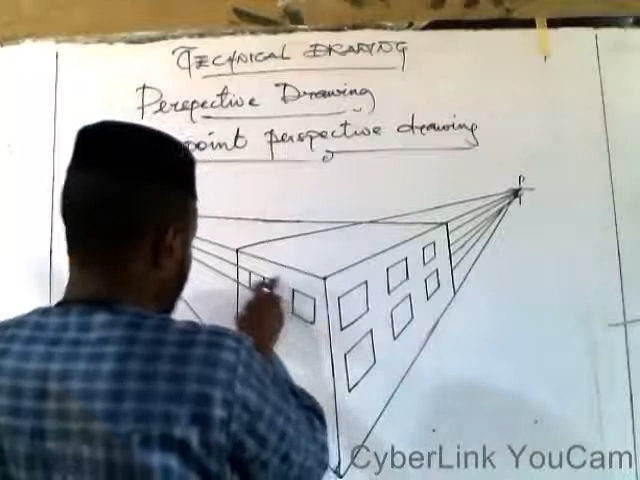 TECHNICAL DRAWING
Perspective Drawing
point perspective drawing
P
CyberLink YouCam